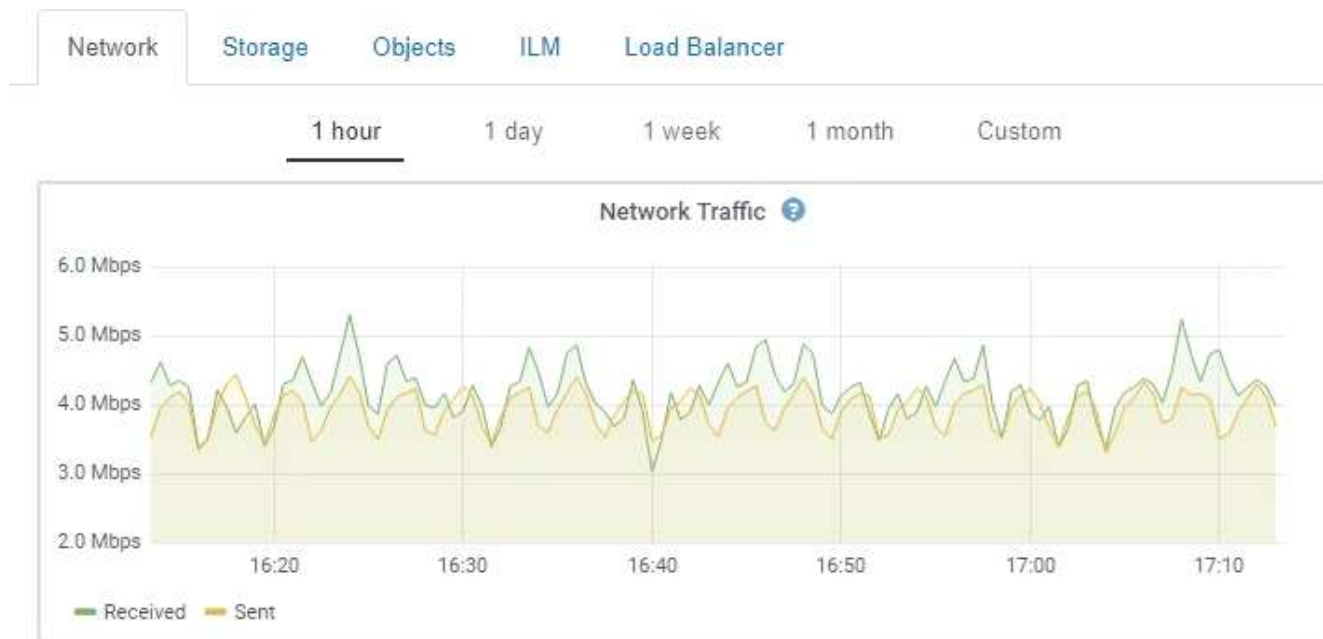 Network Storage Objects ILM Load Balancer
1 hour 1 day 1 week 1 month Custom
Network Traffic ?
6.0 Mbps
5.0 Mbps
4.0 Mbps
3.0 Mbps
2.0 Mbps
16:20 16:30 16:40 16:50 17:00 17:10
Received Sent